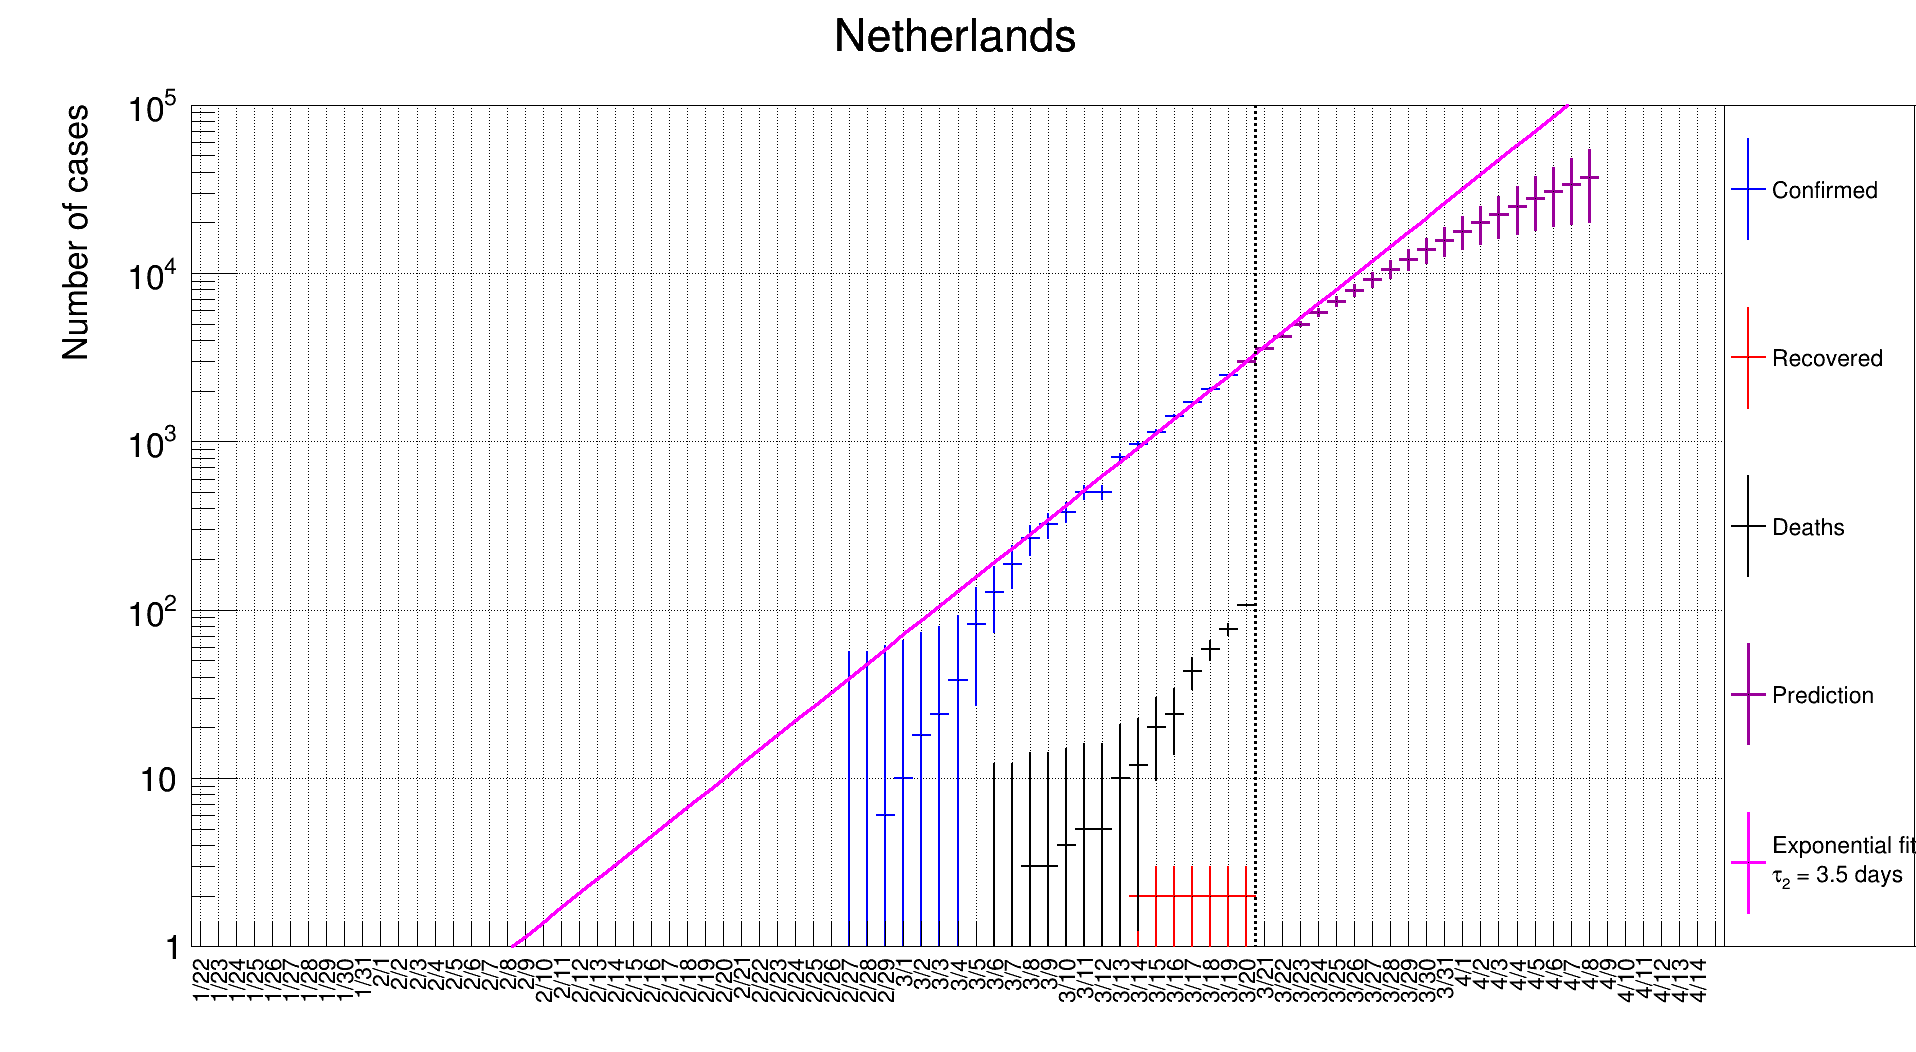 Netherlands
Number of cases
10^5
10^4
10^3
10^2
10
1
1/22 1/23 1/24 1/25 1/26 1/27 1/28 1/29 1/30 1/31 2/1 2/2 2/3 2/4 2/5 2/6 2/7 2/8 2/9 2/10 2/11 2/12 2/13 2/14 2/15 2/16 2/17 2/18 2/19 2/20 2/21 2/22 2/23 2/24 2/25 2/26 2/27 2/28 2/29 3/1 3/2 3/3 3/4 3/5 3/6 3/7 3/8 3/9 3/10 3/11 3/12 3/13 3/14 3/15 3/16 3/17 3/18 3/19 3/20 3/21 3/22 3/23 3/24 3/25 3/26 3/27 3/28 3/29 3/30 3/31 4/1 4/2 4/3 4/4 4/5 4/6 4/7 4/8 4/9 4/10 4/11 4/12 4/13 4/14
Confirmed
Recovered
Deaths
Prediction
Exponential fit
τ₂ = 3.5 days